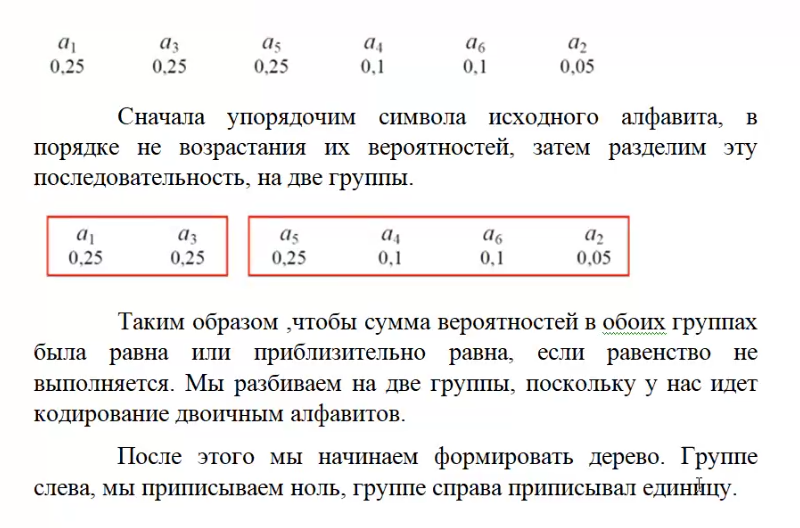 a1 a3 a5 a4 a6 a2
0,25 0,25 0,25 0,1 0,1 0,05
Сначала упорядочим символа исходного алфавита, в
порядке не возрастания их вероятностей, затем разделим эту
последовательность, на две группы.
a1 a3 a5 a4 a6 a2
0,25 0,25 0,25 0,1 0,1 0,05
Таким образом ,чтобы сумма вероятностей в обоих группах
была равна или приблизительно равна, если равенство не
выполняется. Мы разбиваем на две группы, поскольку у нас идет
кодирование двоичным алфавитов.
После этого мы начинаем формировать дерево. Группе
слева, мы приписываем ноль, группе справа приписывал единицу.